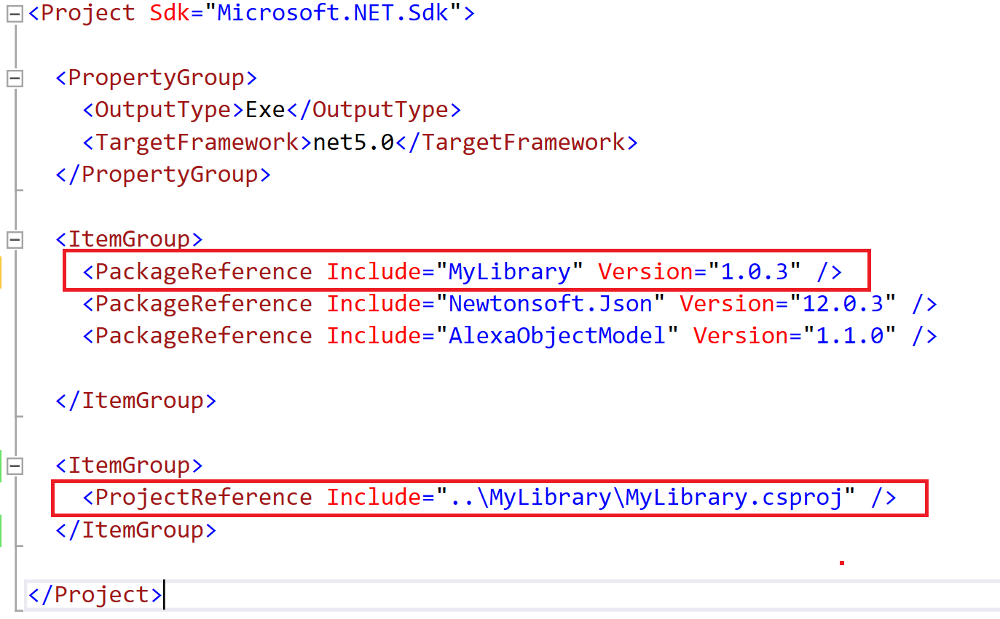 <Project Sdk="Microsoft.NET.Sdk">
<PropertyGroup>
<OutputType>Exe</OutputType>
<TargetFramework>net5.0</TargetFramework>
</PropertyGroup>
<ItemGroup>
<PackageReference Include="MyLibrary" Version="1.0.3" />
<PackageReference Include="Newtonsoft.Json" Version="12.0.3" />
<PackageReference Include="AlexaObjectModel" Version="1.1.0" />
</ItemGroup>
<ItemGroup>
<ProjectReference Include="..\MyLibrary\MyLibrary.csproj" />
</ItemGroup>
</Project>